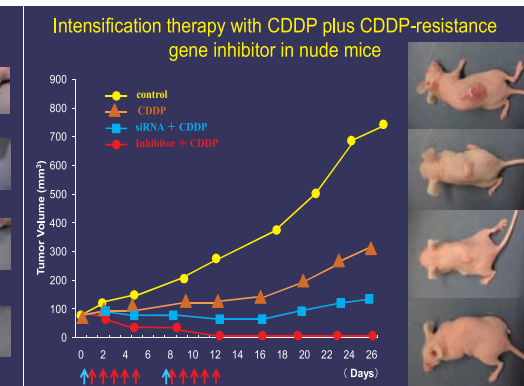 Intensification therapy with CDDP plus CDDP-resistance
gene inhibitor in nude mice
900
800
700
600
500
400
300
200
100
0
Tumor Volume (mm³)
control
CDDP
siRNA + CDDP
Inhibitor + CDDP
0 2 4 6 8 10 12 14 16 18 20 22 24 26
(Days)